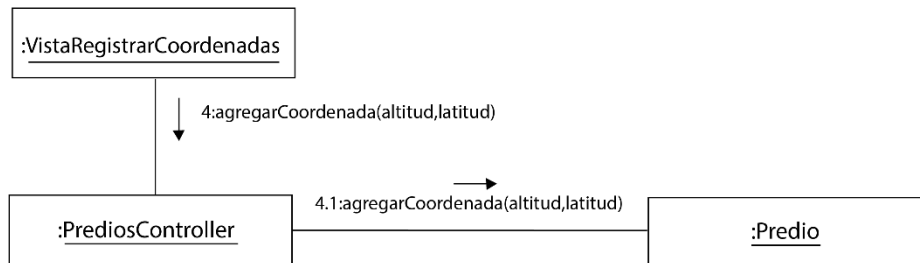 :VistaRegistrarCoordenadas
4:agregarCoordenada(altitud,latitud)
4.1:agregarCoordenada(altitud,latitud)
:PrediosController
:Predio